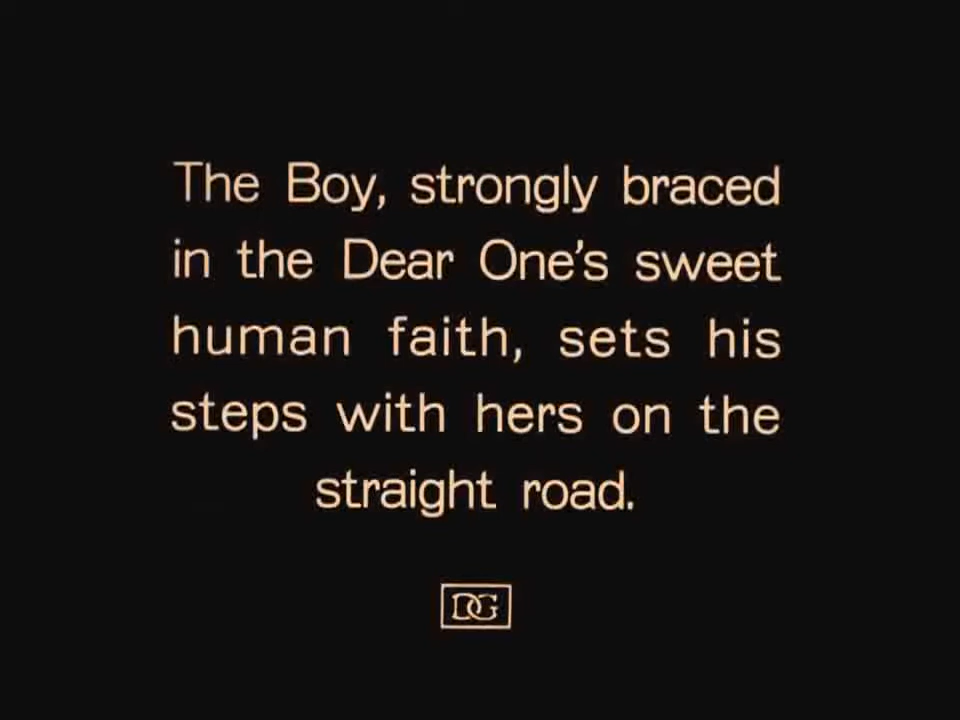 The Boy, strongly braced
in the Dear One's sweet
human faith, sets his
steps with hers on the
straight road.
DG